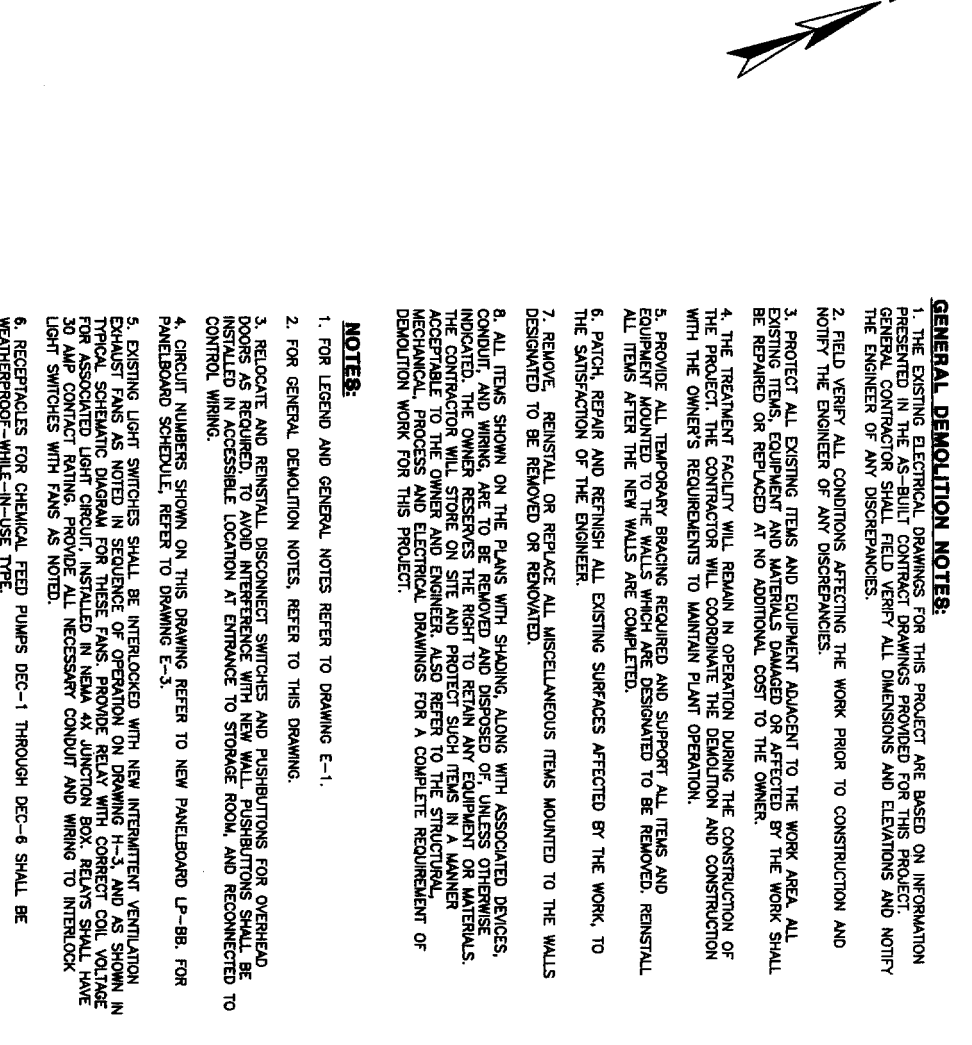 GENERAL DEMOLITION NOTES:
1. THE EXISTING ELECTRICAL DRAWINGS FOR THIS PROJECT ARE BASED ON INFORMATION
PRESENTED IN THE AS-BUILT CONTRACT DRAWINGS PROVIDED FOR THIS PROJECT.
GENERAL CONTRACTOR SHALL FIELD VERIFY ALL DIMENSIONS AND ELEVATIONS AND NOTIFY
THE ENGINEER OF ANY DISCREPANCIES.
2. FIELD VERIFY ALL CONDITIONS AFFECTING THE WORK PRIOR TO CONSTRUCTION AND
NOTIFY THE ENGINEER OF ANY DISCREPANCIES.
3. PROTECT ALL EXISTING ITEMS AND EQUIPMENT ADJACENT TO THE WORK AREA. ALL
EXISTING ITEMS, EQUIPMENT AND MATERIALS DAMAGED OR AFFECTED BY THE WORK SHALL
BE REPAIRED OR REPLACED AT NO ADDITIONAL COST TO THE OWNER.
4. THE TREATMENT FACILITY WILL REMAIN IN OPERATION DURING THE CONSTRUCTION OF
THE PROJECT. THE CONTRACTOR WILL COORDINATE THE DEMOLITION AND CONSTRUCTION
WITH THE OWNER'S REQUIREMENTS TO MAINTAIN PLANT OPERATION.
5. PROVIDE ALL TEMPORARY BRACING REQUIRED AND SUPPORT ALL ITEMS AND
EQUIPMENT MOUNTED TO THE WALLS WHICH ARE DESIGNATED TO BE REMOVED. REINSTALL
ALL ITEMS AFTER THE NEW WALLS ARE COMPLETED.
6. PATCH, REPAIR AND REFINISH ALL EXISTING SURFACES AFFECTED BY THE WORK, TO
THE SATISFACTION OF THE ENGINEER.
7. REMOVE, REINSTALL OR REPLACE ALL MISCELLANEOUS ITEMS MOUNTED TO THE WALLS
DESIGNATED TO BE REMOVED OR RENOVATED.
8. ALL ITEMS SHOWN ON THE PLANS WITH SHADING, ALONG WITH ASSOCIATED DEVICES,
CONDUIT, AND WIRING, ARE TO BE REMOVED AND DISPOSED OF, UNLESS OTHERWISE
INDICATED. THE OWNER RESERVES THE RIGHT TO RETAIN ANY EQUIPMENT OR MATERIALS.
THE CONTRACTOR WILL STORE ON SITE AND PROTECT SUCH ITEMS IN A MANNER
ACCEPTABLE TO THE OWNER AND ENGINEER. ALSO REFER TO THE STRUCTURAL,
MECHANICAL, PROCESS AND ELECTRICAL DRAWINGS FOR A COMPLETE REQUIREMENT OF
DEMOLITION WORK FOR THIS PROJECT.
NOTES:
1. FOR LEGEND AND GENERAL NOTES REFER TO DRAWING E-1.
2. FOR GENERAL DEMOLITION NOTES, REFER TO THIS DRAWING.
3. RELOCATE AND REINSTALL DISCONNECT SWITCHES AND PUSHBUTTONS FOR OVERHEAD
DOORS AS REQUIRED, TO AVOID INTERFERENCE WITH NEW WALL. PUSHBUTTONS SHALL BE
INSTALLED IN ACCESSIBLE LOCATION AT ENTRANCE TO STORAGE ROOM, AND RECONNECTED TO
CONTROL WIRING.
4. CIRCUIT NUMBERS SHOWN ON THIS DRAWING REFER TO NEW PANELBOARD LP-BB. FOR
PANELBOARD SCHEDULE, REFER TO DRAWING E-3.
5. EXISTING LIGHT SWITCHES SHALL BE INTERLOCKED WITH NEW INTERMITTENT VENTILATION
EXHAUST FANS AS NOTED IN SEQUENCE OF OPERATION ON DRAWING H-3, AND AS SHOWN IN
TYPICAL SCHEMATIC DIAGRAM FOR THESE FANS. PROVIDE RELAY WITH CORRECT COIL VOLTAGE
FOR ASSOCIATED LIGHT CIRCUIT, INSTALLED IN NEMA 4X JUNCTION BOX. RELAYS SHALL HAVE
30 AMP CONTACT RATING. PROVIDE ALL NECESSARY CONDUIT AND WIRING TO INTERLOCK
LIGHT SWITCHES WITH FANS AS NOTED.
6. RECEPTACLES FOR CHEMICAL FEED PUMPS DEC-1 THROUGH DEC-6 SHALL BE
WEATHERPROOF-WHILE-IN-USE TYPE.